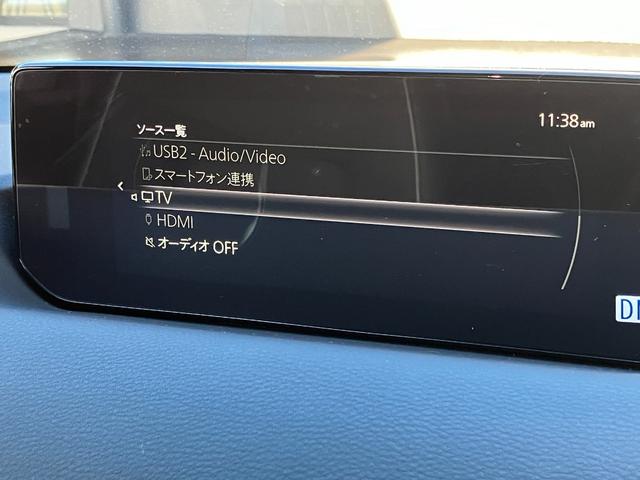 11:38am
ソース一覧
USB2 - Audio/Video
スマートフォン連携
TV
HDMI
オーディオ OFF